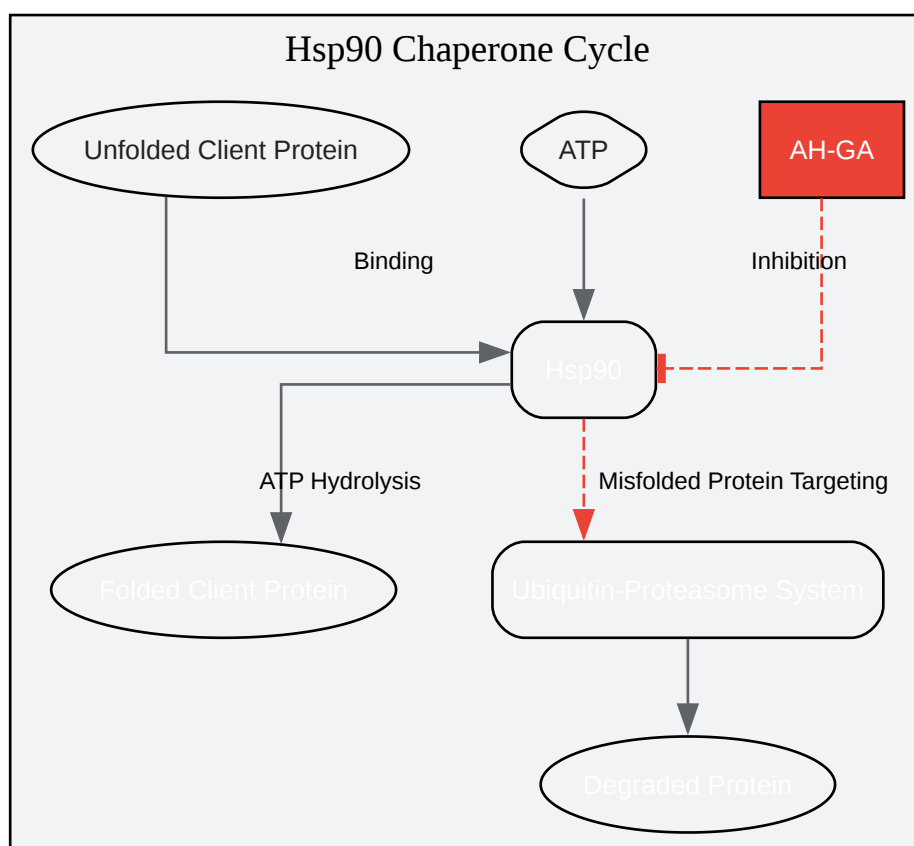 Hsp90 Chaperone Cycle
Unfolded Client Protein
ATP
AH-GA
Binding
Inhibition
Hsp90
ATP Hydrolysis
Misfolded Protein Targeting
Folded Client Protein
Ubiquitin-Proteasome System
Degraded Protein